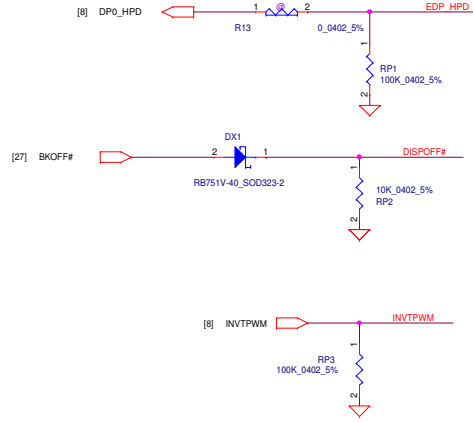 [8] DP0_HPD
1
@
2
EDP_HPD
R13
0_0402_5%
1
RP1
100K_0402_5%
2
[27] BKOFF#
DX1
2
1
DISPOFF#
RB751V-40_SOD323-2
1
10K_0402_5%
RP2
2
[8] INVTPWM
INVTPWM
1
RP3
100K_0402_5%
2